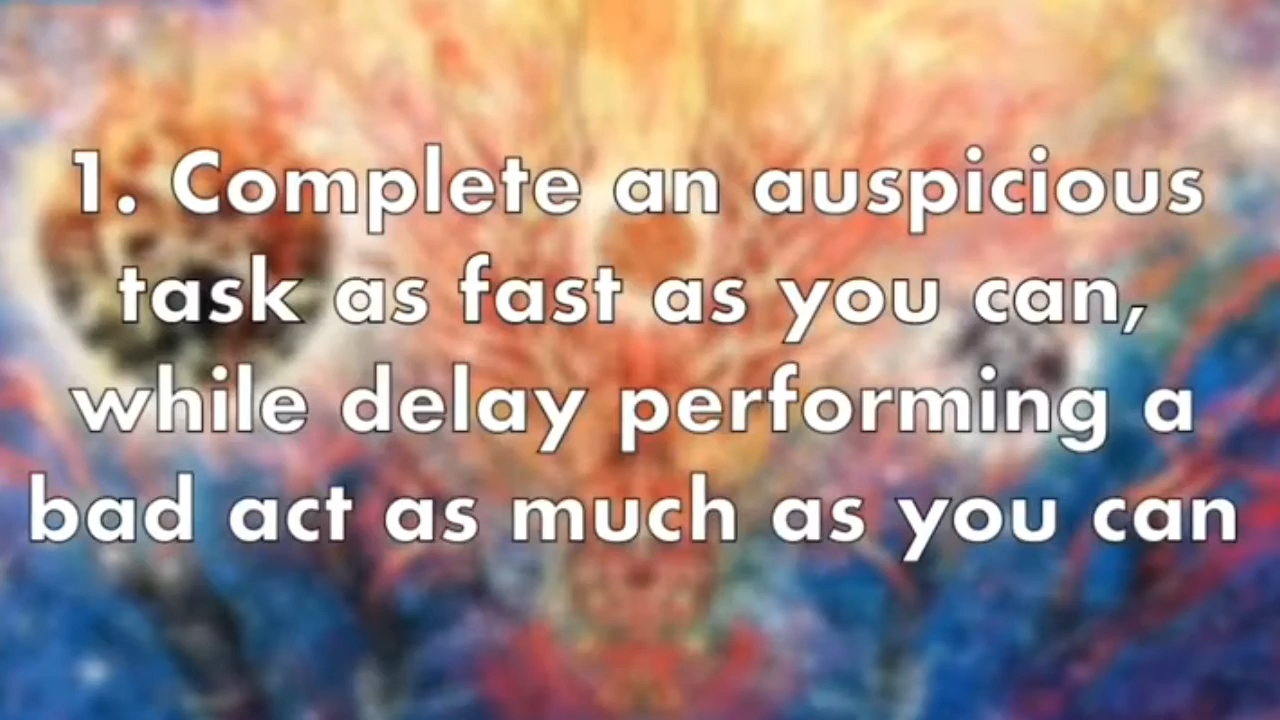 1. Complete an auspicious
task as fast as you can,
while delay performing a
bad act as much as you can